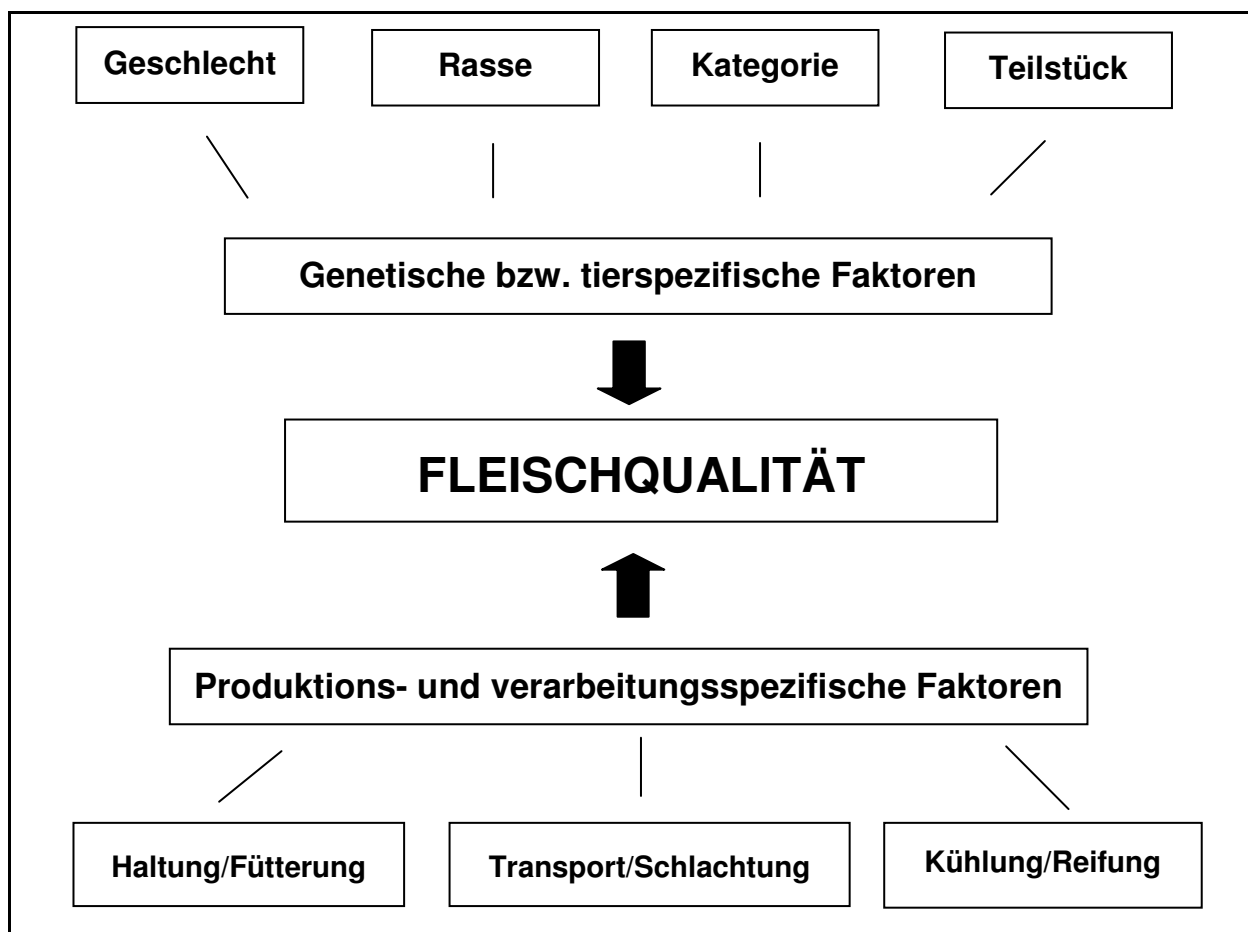 Geschlecht
Rasse
Kategorie
Teilstück
Genetische bzw. tierspezifische Faktoren
FLEISCHQUALITÄT
Produktions- und verarbeitungsspezifische Faktoren
Haltung/Fütterung
Transport/Schlachtung
Kühlung/Reifung